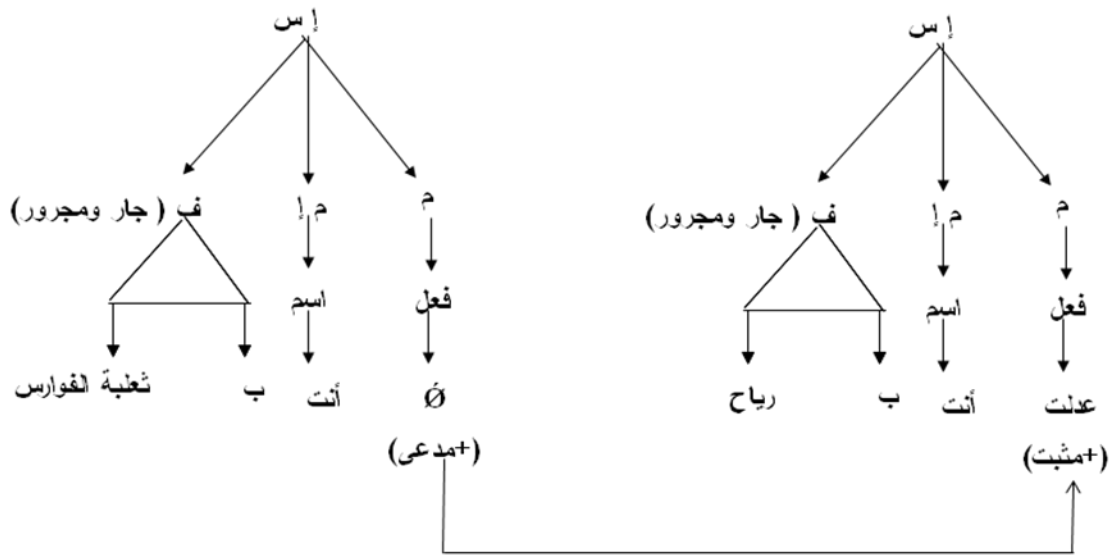 إ س
إ س
م
م إ
ف ( جار ومجرور)
م
م إ
ف ( جار ومجرور)
فعل
اسم
فعل
اسم
عدلت
أنت
ب
رياح
Ǿ
أنت
ب
ثعلبة الفوارس
(+مثبت)
(+مدعى)